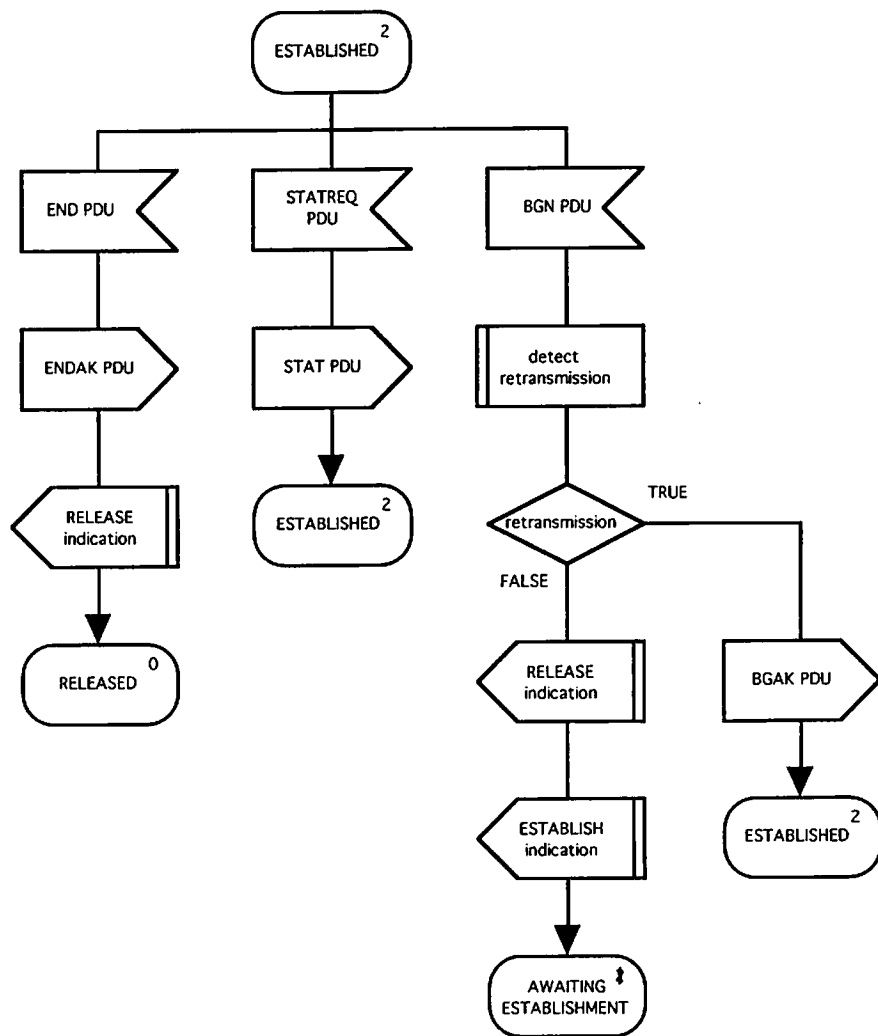 2
ESTABLISHED
END PDU
STATREQ
PDU
BGN PDU
ENDAK PDU
STAT PDU
detect
retransmission
RELEASE
indication
2
ESTABLISHED
retransmission
TRUE
FALSE
0
RELEASED
RELEASE
indication
BGAK PDU
ESTABLISH
indication
2
ESTABLISHED
AWAITING
ESTABLISHMENT